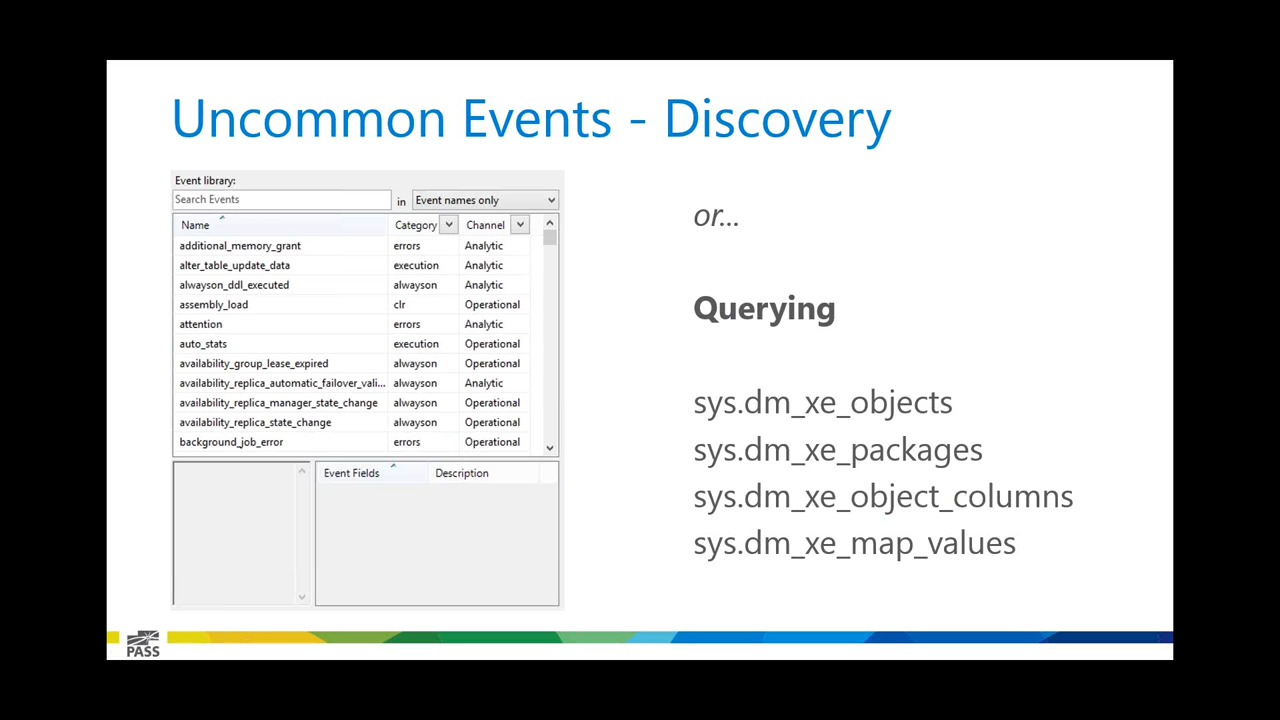 Uncommon Events - Discovery
Event library:
Search Events in Event names only
Name Category Channel
additional_memory_grant errors Analytic
alter_table_update_data execution Analytic
alwayson_ddl_executed alwayson Analytic
assembly_load clr Operational
attention errors Analytic
auto_stats execution Operational
availability_group_lease_expired alwayson Operational
availability_replica_automatic_failover_vali... alwayson Analytic
availability_replica_manager_state_change alwayson Operational
availability_replica_state_change alwayson Operational
background_job_error errors Operational
Event Fields Description
or...
Querying
sys.dm_xe_objects
sys.dm_xe_packages
sys.dm_xe_object_columns
sys.dm_xe_map_values
PASS